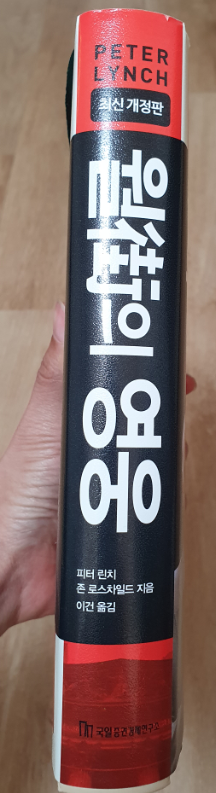 PETER
LYNCH
최신 개정판
월街의 영웅
피터 린치
존 로스차일드 지음
이건 옮김
국일증권경제연구소